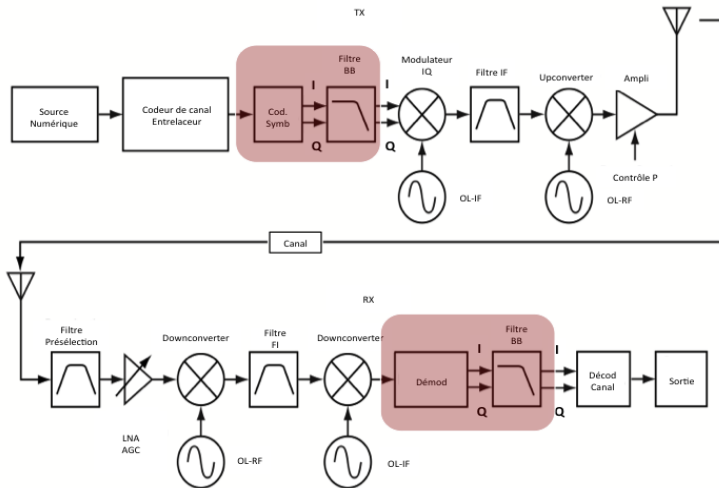 TX
Filtre
BB
Modulateur
IQ
Filtre IF
Upconverter
Ampli
Source
Numérique
Codeur de canal
Entrelaceur
Cod.
Symb
I
I
Q
Q
Contrôle P
OL-IF
OL-RF
Canal
RX
Filtre
Présélection
Downconverter
Filtre
FI
Downconverter
Filtre
BB
I
I
Démod
Q
Q
Décod
Canal
Sortie
LNA
AGC
OL-RF
OL-IF